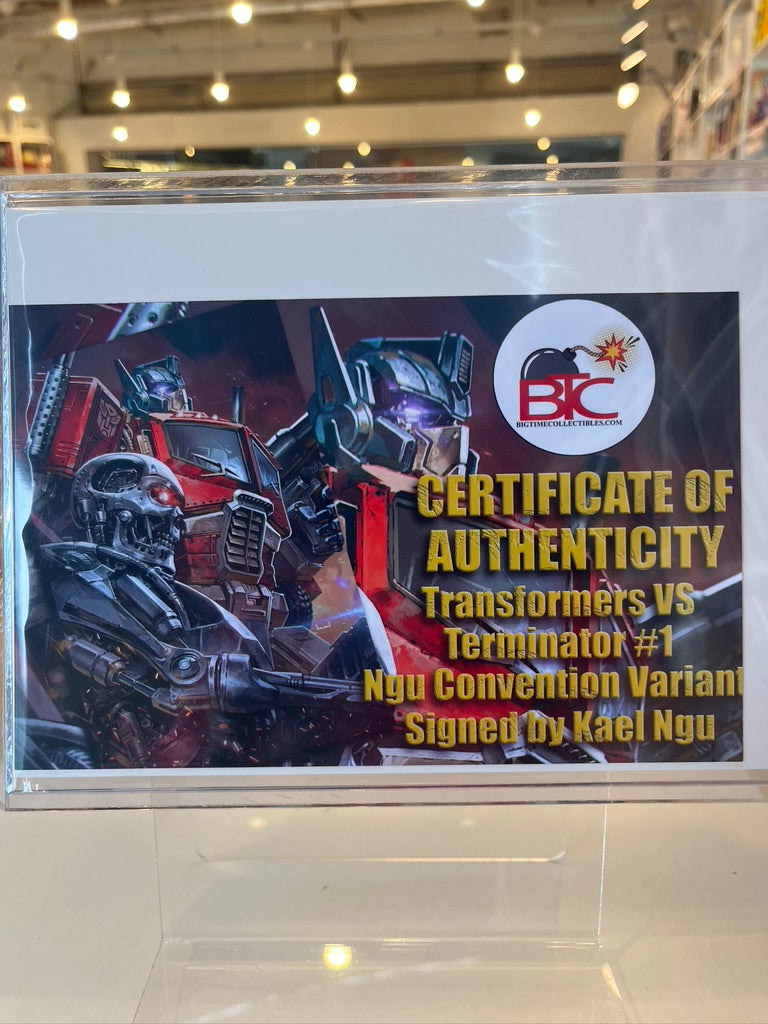 BTC
BIGTIMECOLLECTIBLES.COM
CERTIFICATE OF
AUTHENTICITY
Transformers VS
Terminator #1
Ngu Convention Variant
Signed by Kael Ngu